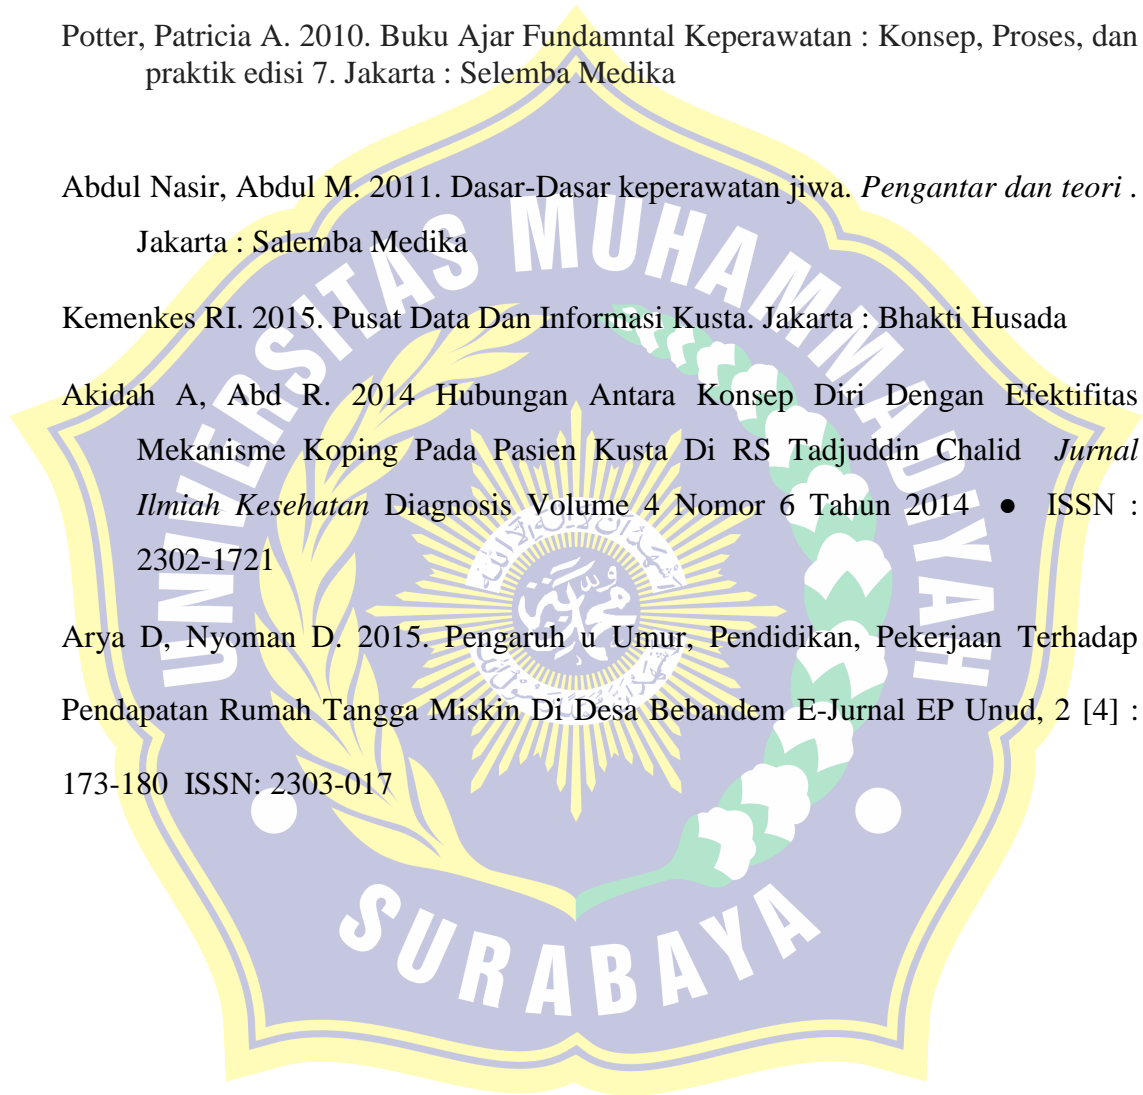 Potter, Patricia A. 2010. Buku Ajar Fundamntal Keperawatan : Konsep, Proses, dan
praktik edisi 7. Jakarta : Selemba Medika
Abdul Nasir, Abdul M. 2011. Dasar-Dasar keperawatan jiwa. Pengantar dan teori .
Jakarta : Salemba Medika
Kemenkes RI. 2015. Pusat Data Dan Informasi Kusta. Jakarta : Bhakti Husada
Akidah A, Abd R. 2014 Hubungan Antara Konsep Diri Dengan Efektifitas
Mekanisme Koping Pada Pasien Kusta Di RS Tadjuddin Chalid Jurnal
Ilmiah Kesehatan Diagnosis Volume 4 Nomor 6 Tahun 2014 ● ISSN :
2302-1721
Arya D, Nyoman D. 2015. Pengaruh u Umur, Pendidikan, Pekerjaan Terhadap
Pendapatan Rumah Tangga Miskin Di Desa Bebandem E-Jurnal EP Unud, 2 [4] :
173-180 ISSN: 2303-017
UNIVERSITAS MUHAMMADIYAH
SURABAYA